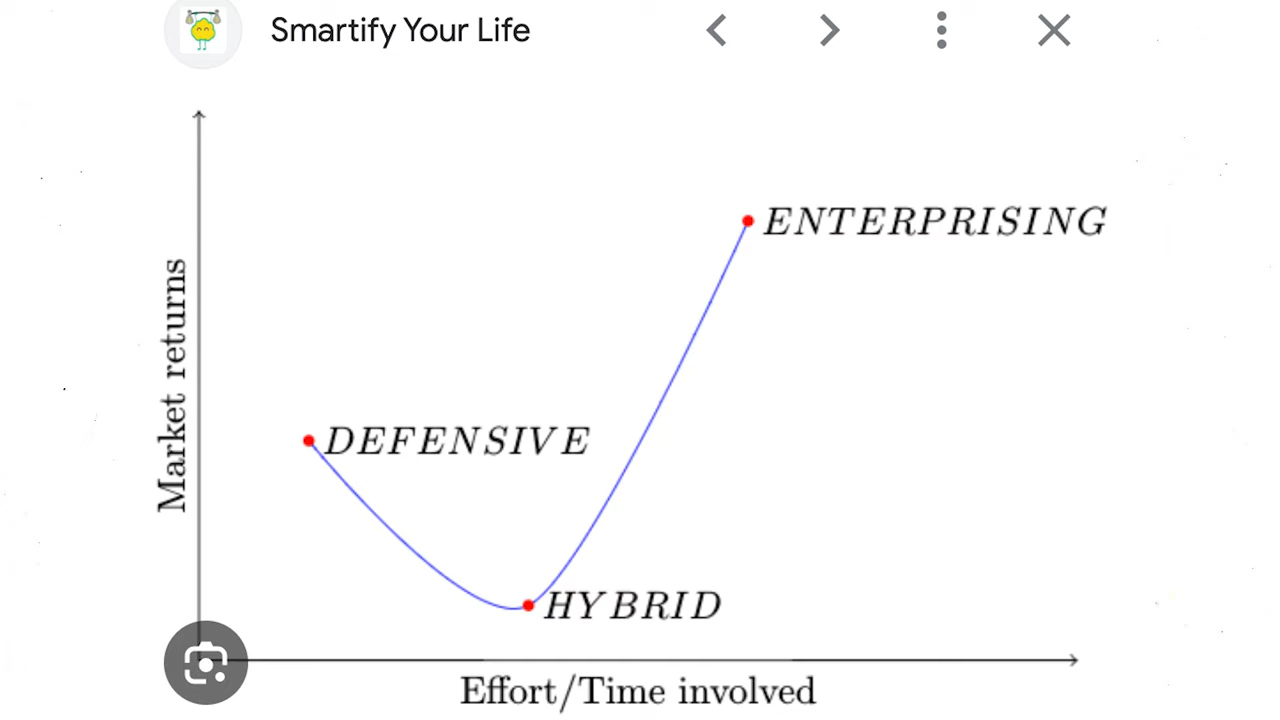 Smartify Your Life
Market returns
ENTERPRISING
DEFENSIVE
HYBRID
Effort/Time involved